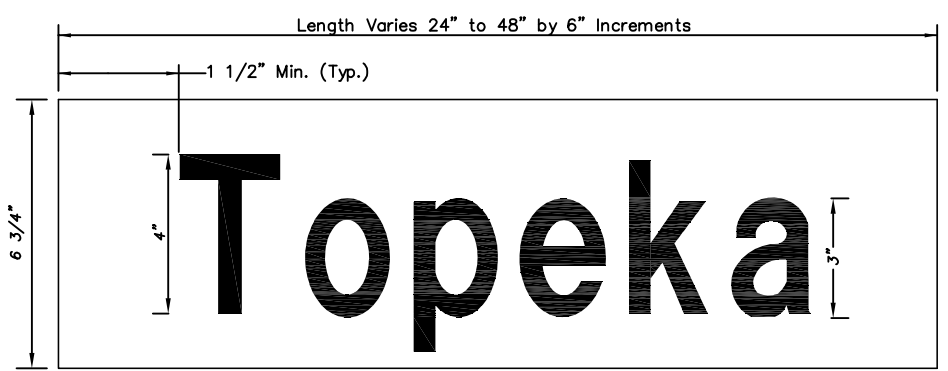 Length Varies 24" to 48" by 6" Increments
1 1/2" Min. (Typ.)
6 3/4"
4"
Topeka
3"